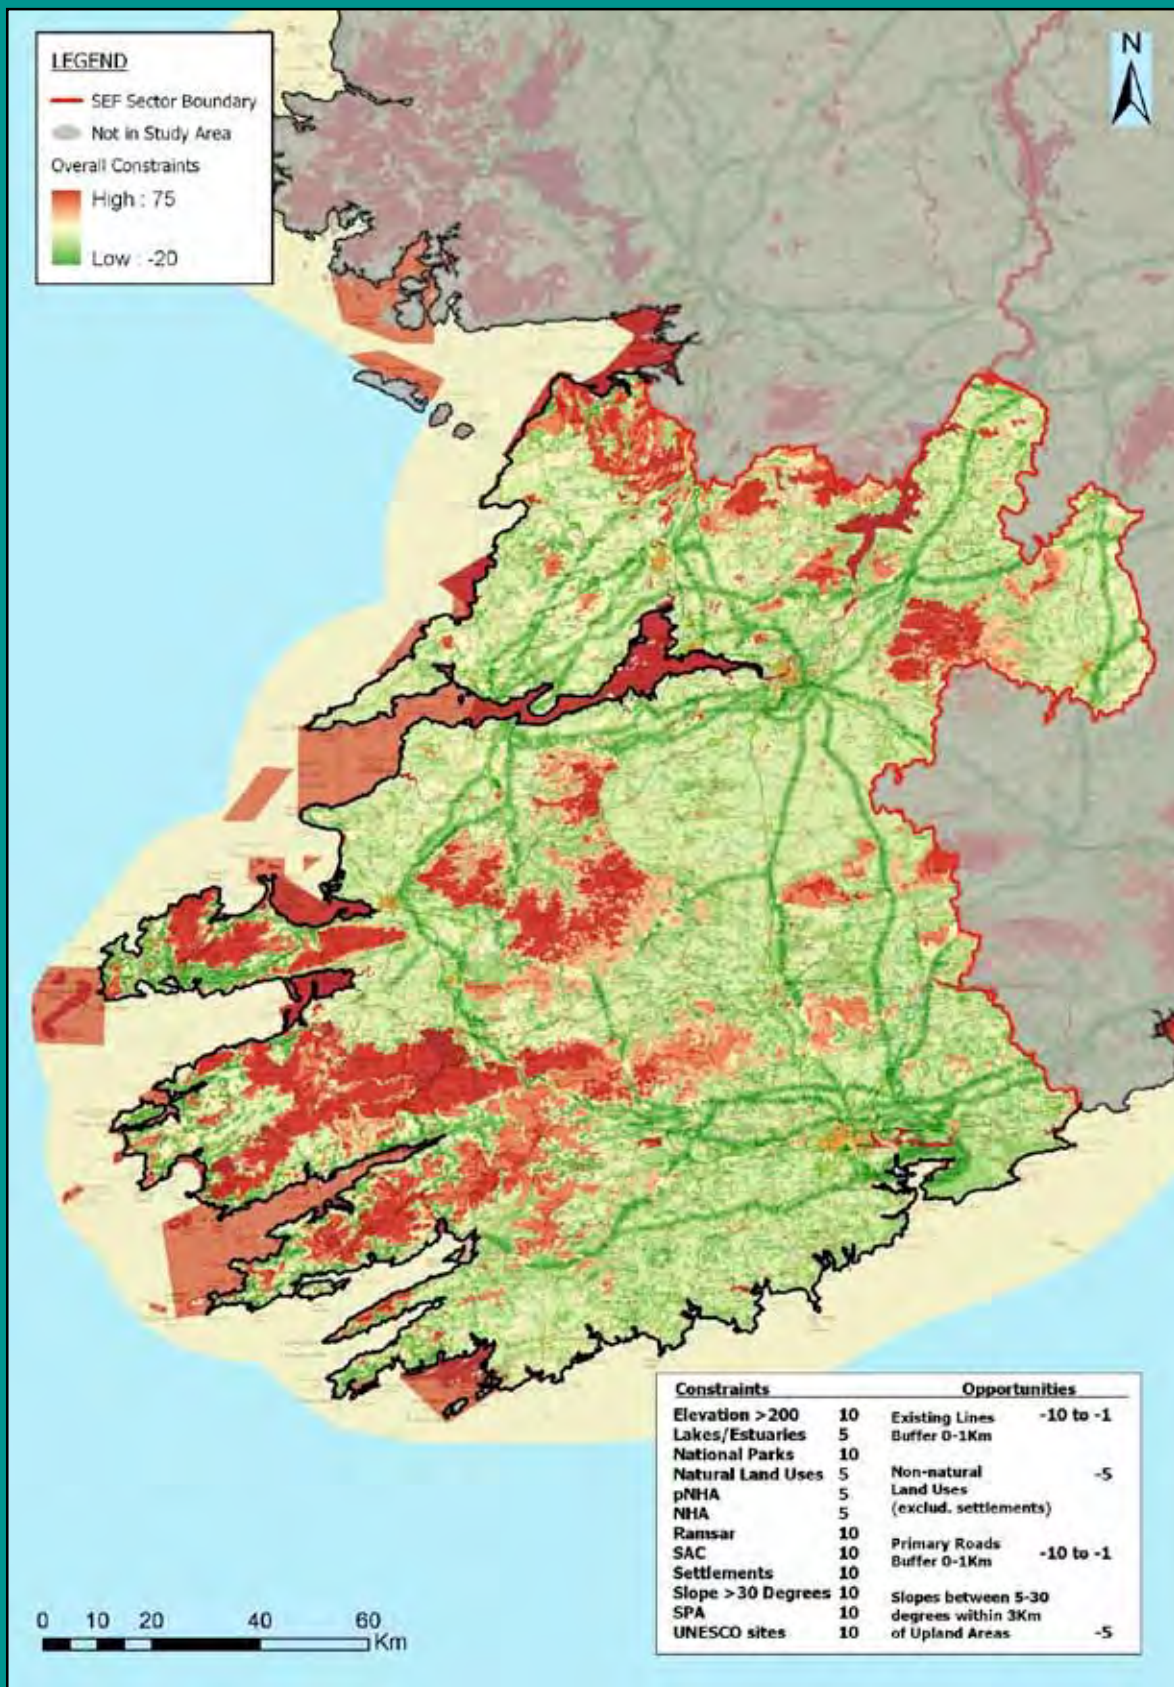 LEGEND
SEF Sector Boundary
Not in Study Area
Overall Constraints
High : 75
Low : -20
N
Constraints Opportunities
Elevation >200 10 Existing Lines -10 to -1
Lakes/Estuaries 5 Buffer 0-1Km
National Parks 10
Natural Land Uses 5 Non-natural -5
pNHA 5 Land Uses
NHA 5 (exclud. settlements)
Ramsar 10
SAC 10 Primary Roads -10 to -1
Settlements 10 Buffer 0-1Km
Slope >30 Degrees 10 Slopes between 5-30
SPA 10 degrees within 3Km
UNESCO sites 10 of Upland Areas -5
0 10 20 40 60
Km